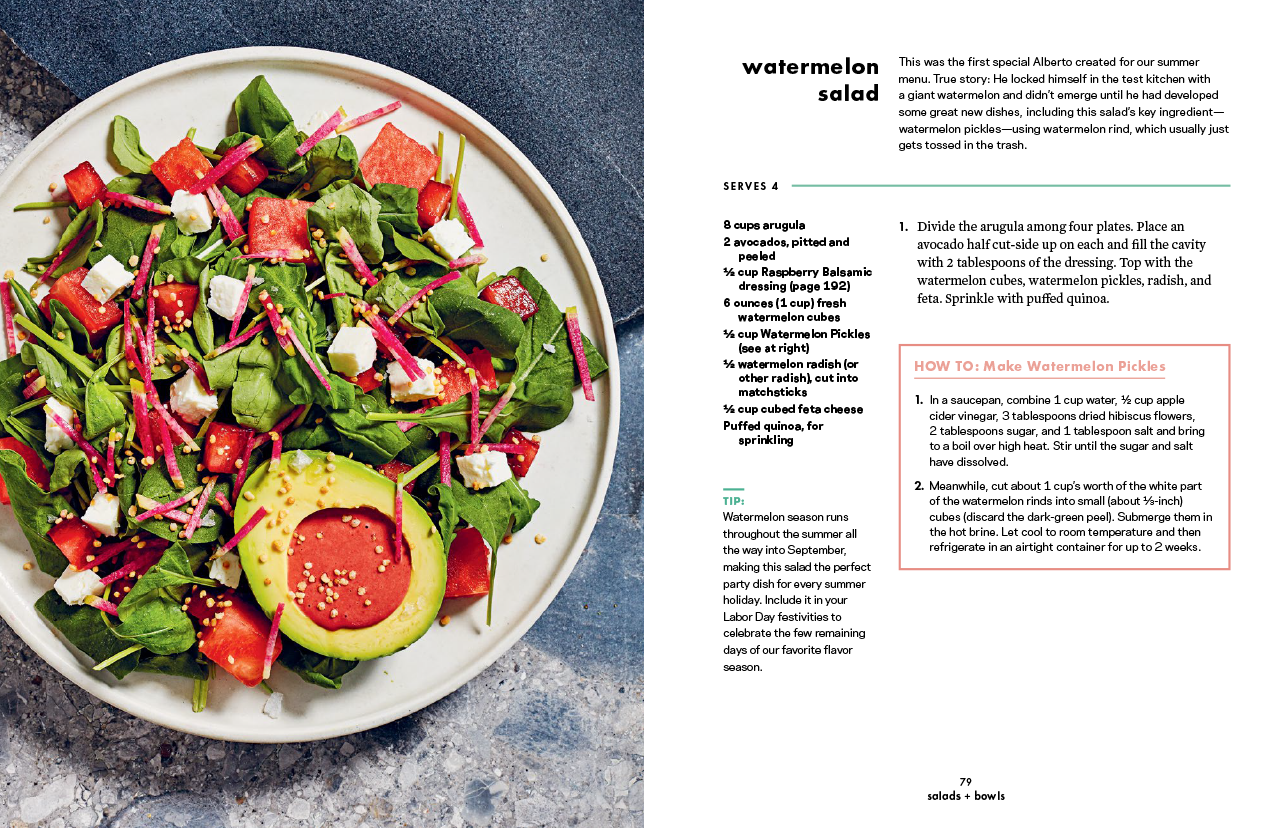 watermelon
salad
This was the first special Alberto created for our summer
menu. True story: He locked himself in the test kitchen with
a giant watermelon and didn’t emerge until he had developed
some great new dishes, including this salad’s key ingredient—
watermelon pickles—using watermelon rind, which usually just
gets tossed in the trash.
SERVES 4
8 cups arugula
2 avocados, pitted and
peeled
½ cup Raspberry Balsamic
dressing (page 192)
6 ounces (1 cup) fresh
watermelon cubes
½ cup Watermelon Pickles
(see at right)
½ watermelon radish (or
other radish), cut into
matchsticks
cup cubed feta cheese
Puffed quinoa, for
sprinkling
TIP:
Watermelon season runs
throughout the summer all
the way into September,
making this salad the perfect
party dish for every summer
holiday. Include it in your
Labor Day festivities to
celebrate the few remaining
days of our favorite flavor
season.
1. Divide the arugula among four plates. Place an
avocado half cut-side up on each and fill the cavity
with 2 tablespoons of the dressing. Top with the
watermelon cubes, watermelon pickles, radish, and
feta. Sprinkle with puffed quinoa.
HOW TO: Make Watermelon Pickles
1. In a saucepan, combine 1 cup water, ½ cup apple
cider vinegar, 3 tablespoons dried hibiscus flowers,
2 tablespoons sugar, and 1 tablespoon salt and bring
to a boil over high heat. Stir until the sugar and salt
have dissolved.
2. Meanwhile, cut about 1 cup’s worth of the white part
of the watermelon rinds into small (about ⅓-inch)
cubes (discard the dark-green peel). Submerge them in
the hot brine. Let cool to room temperature and then
refrigerate in an airtight container for up to 2 weeks.
79
salads + bowls